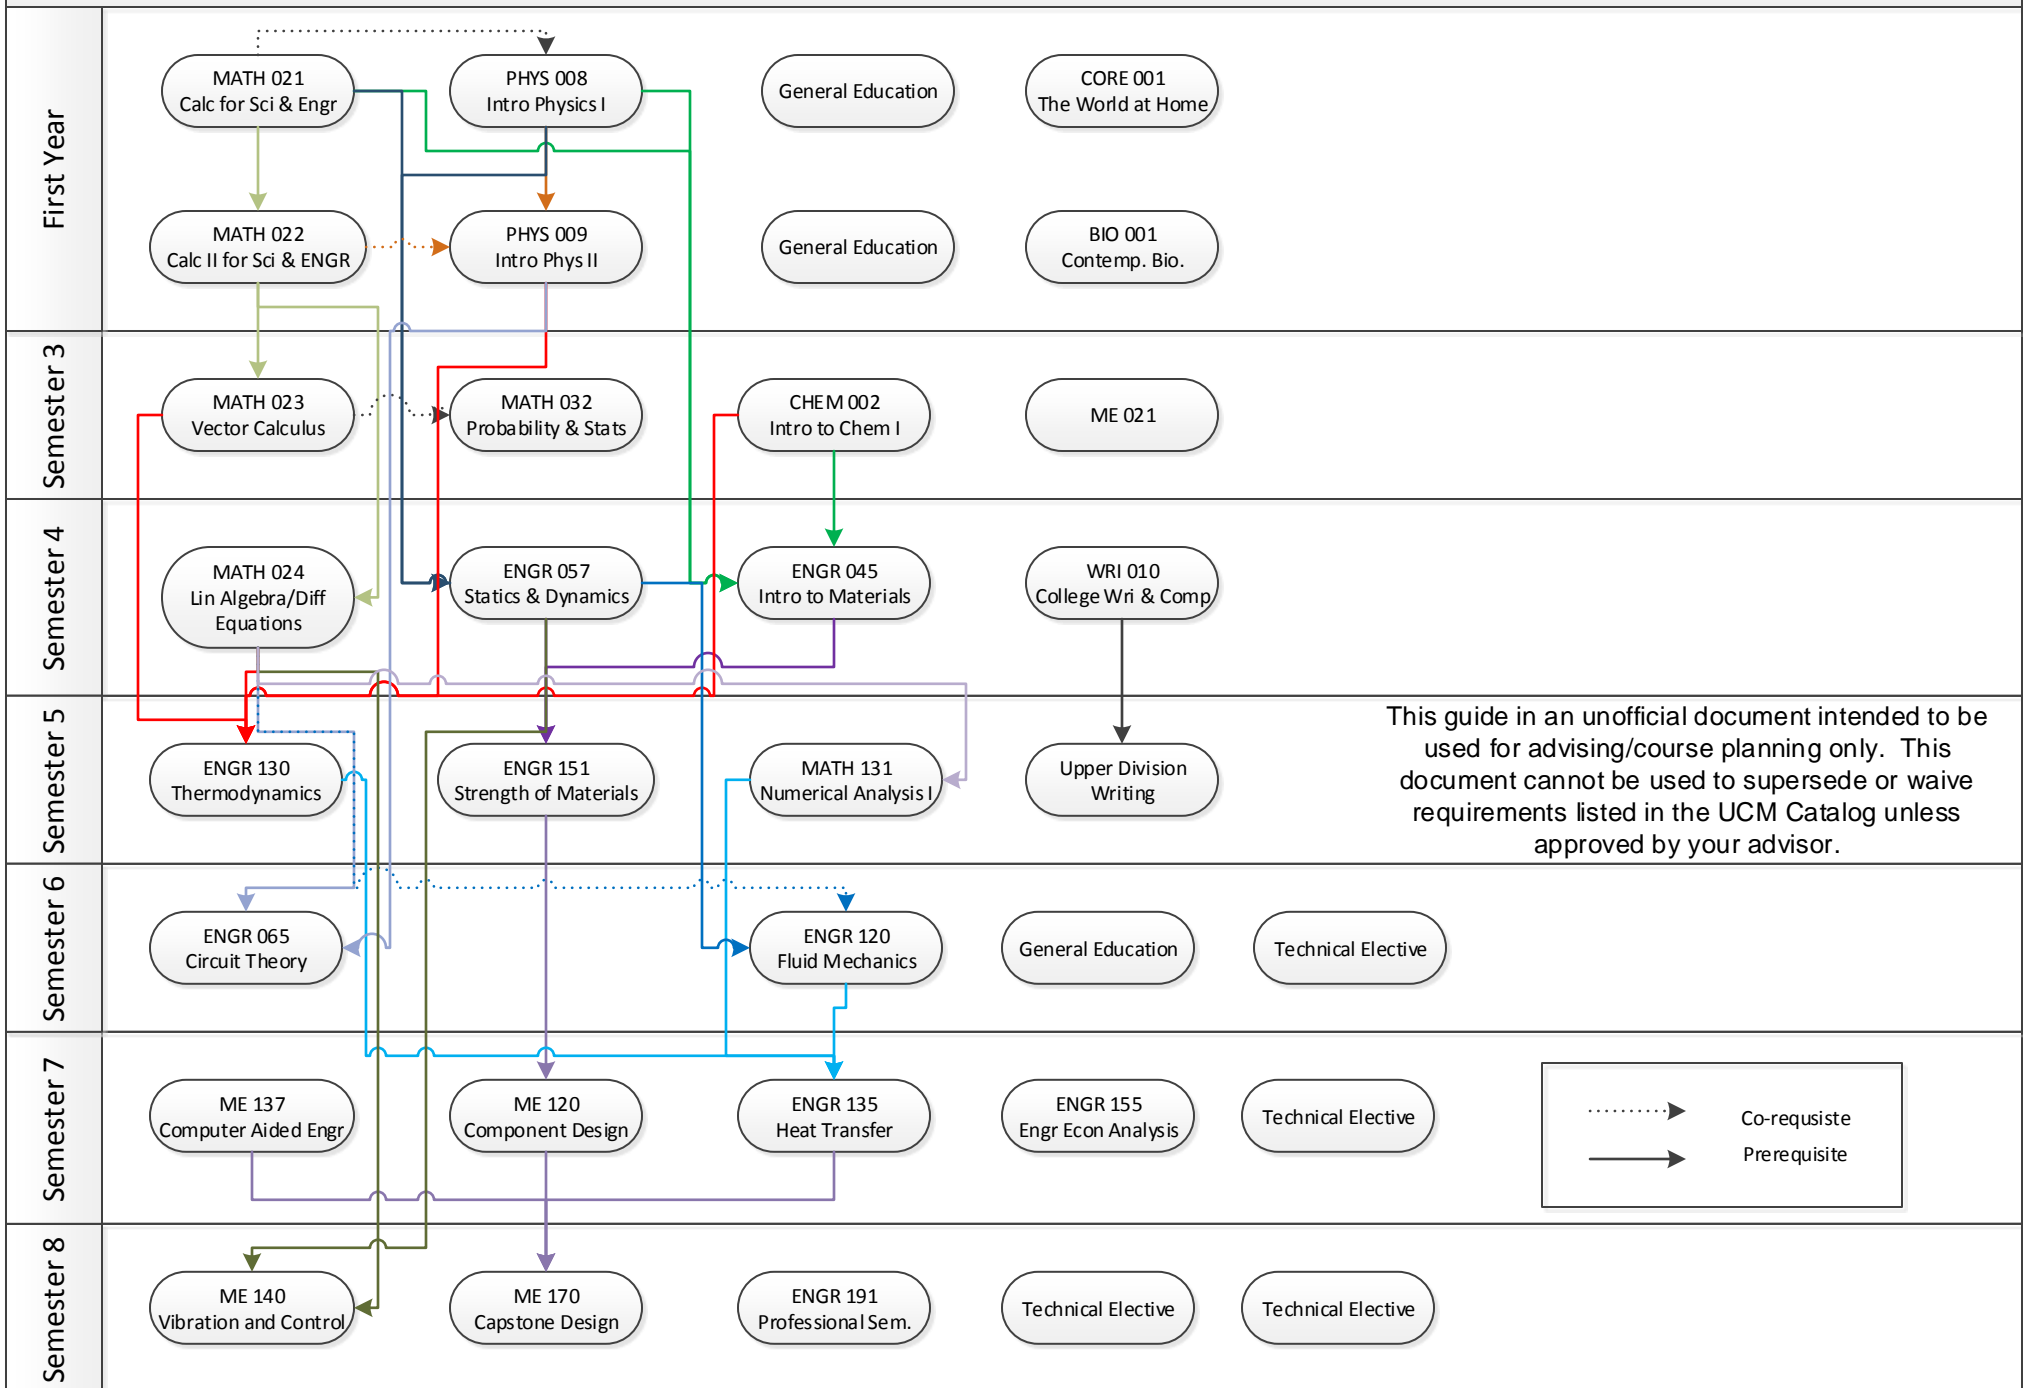 First Year
MATH 021
Calc for Sci & Engr
PHYS 008
Intro Physics I
General Education
CORE 001
The World at Home
MATH 022
Calc II for Sci & ENGR
PHYS 009
Intro Phys II
General Education
BIO 001
Contemp. Bio.
Semester 3
MATH 023
Vector Calculus
MATH 032
Probability & Stats
CHEM 002
Intro to Chem I
ME 021
Semester 4
MATH 024
Lin Algebra/Diff
Equations
ENGR 057
Statics & Dynamics
ENGR 045
Intro to Materials
WRI 010
College Wri & Comp
Semester 5
ENGR 130
Thermodynamics
ENGR 151
Strength of Materials
MATH 131
Numerical Analysis I
Upper Division
Writing
This guide in an unofficial document intended to be
used for advising/course planning only. This
document cannot be used to supersede or waive
requirements listed in the UCM Catalog unless
approved by your advisor.
Semester 6
ENGR 065
Circuit Theory
ENGR 120
Fluid Mechanics
General Education
Technical Elective
Semester 7
ME 137
Computer Aided Engr
ME 120
Component Design
ENGR 135
Heat Transfer
ENGR 155
Engr Econ Analysis
Technical Elective
Co-requsiste
Prerequisite
Semester 8
ME 140
Vibration and Control
ME 170
Capstone Design
ENGR 191
Professional Sem.
Technical Elective
Technical Elective